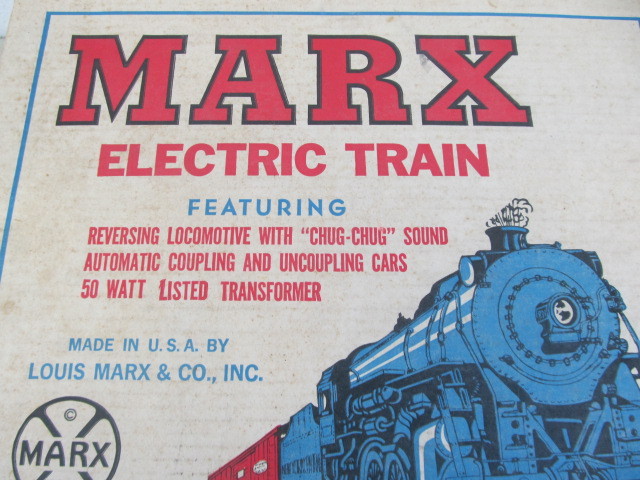 MARX
ELECTRIC TRAIN
FEATURING
REVERSING LOCOMOTIVE WITH "CHUG-CHUG" SOUND
AUTOMATIC COUPLING AND UNCOUPLING CARS
50 WATT LISTED TRANSFORMER
MADE IN U.S.A. BY
LOUIS MARX & CO., INC.
©
MARX